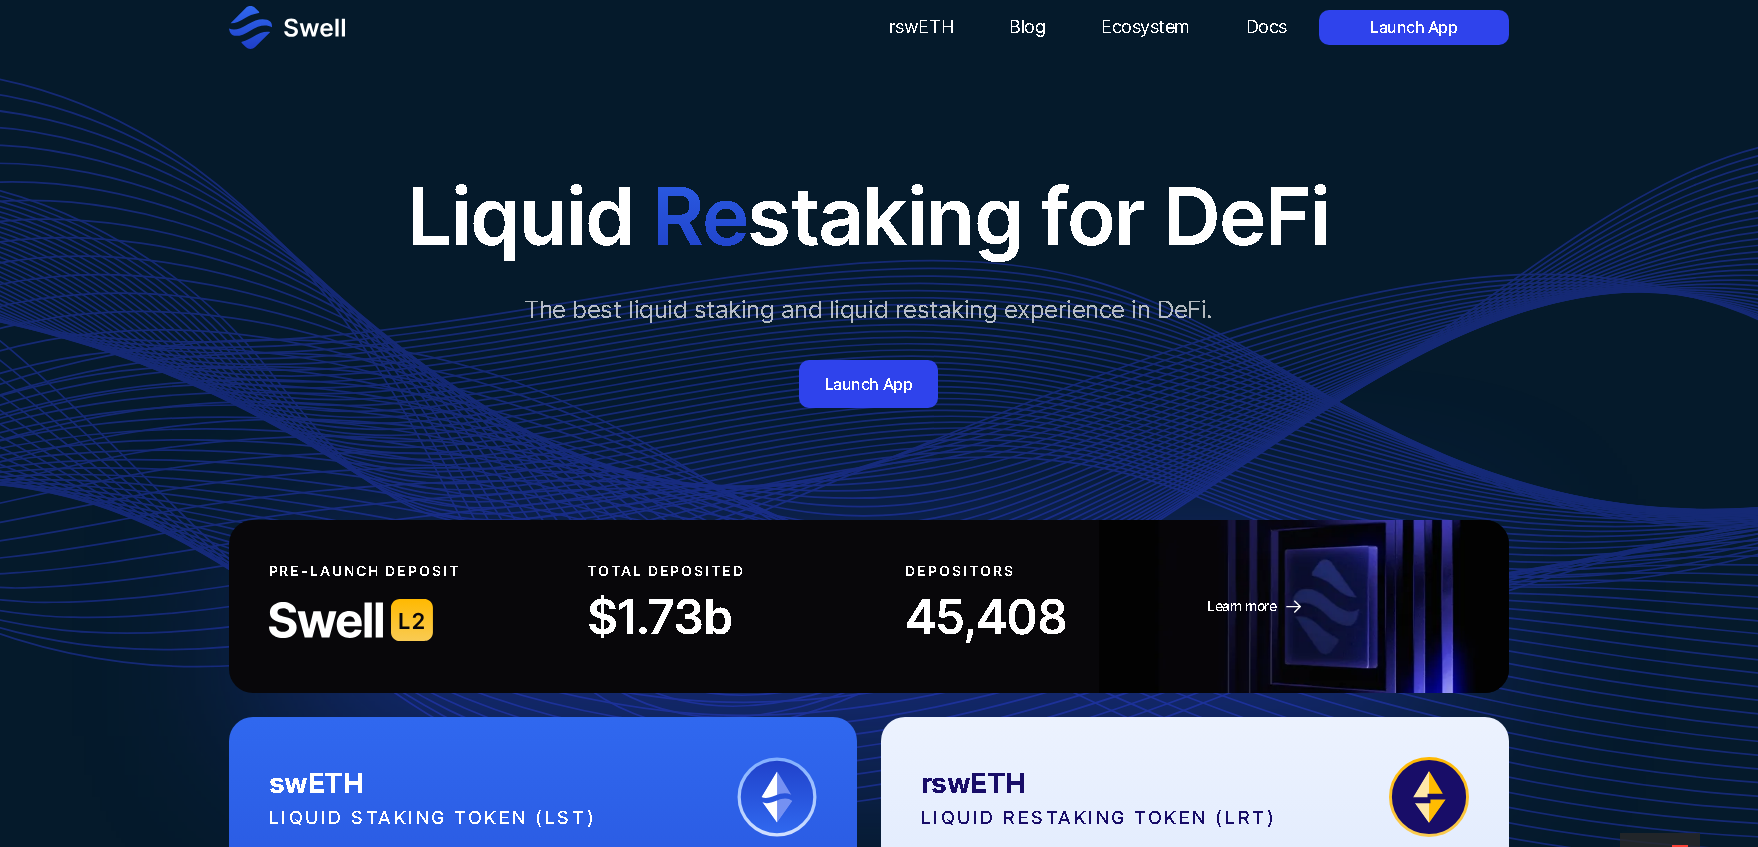 Swell
rswETH
Blog
Ecosystem
Docs
Launch App
Liquid Restaking for DeFi
The best liquid staking and liquid restaking experience in DeFi.
Launch App
PRE-LAUNCH DEPOSIT
Swell L2
TOTAL DEPOSITED
$1.73b
DEPOSITORS
45,408
Learn more
swETH
LIQUID STAKING TOKEN (LST)
rswETH
LIQUID RESTAKING TOKEN (LRT)